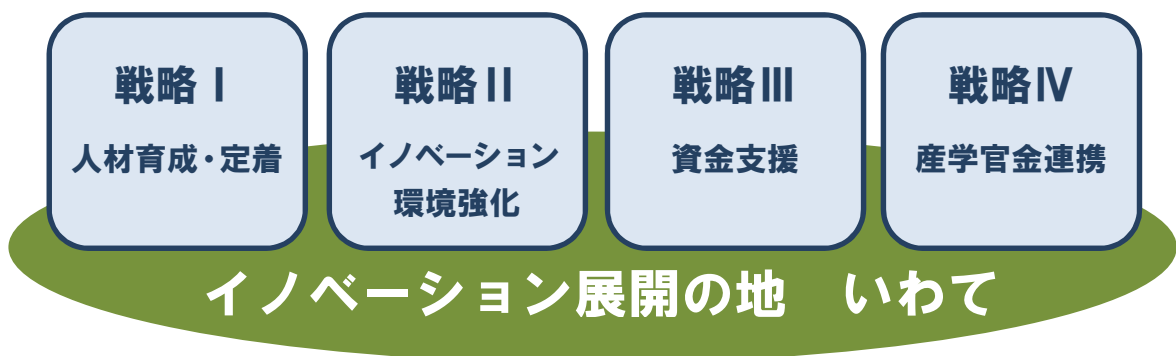 戦略Ⅰ
人材育成・定着
戦略Ⅱ
イノベーション
環境強化
戦略Ⅲ
資金支援
戦略Ⅳ
産学官金連携
イノベーション展開の地　いわて